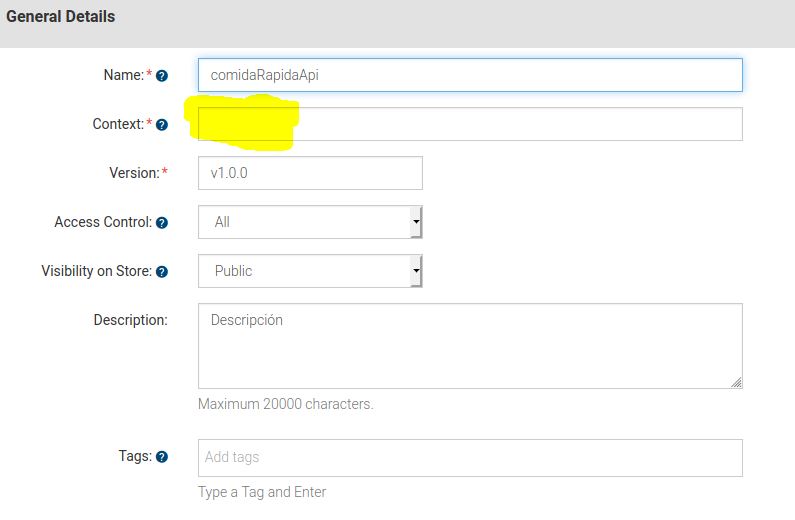 General Details
Name:* ? comidaRapidaApi
Context:* ?
Version:* v1.0.0
Access Control: ? All
Visibility on Store: ? Public
Description: Descripción
Maximum 20000 characters.
Tags: ? Add tags
Type a Tag and Enter